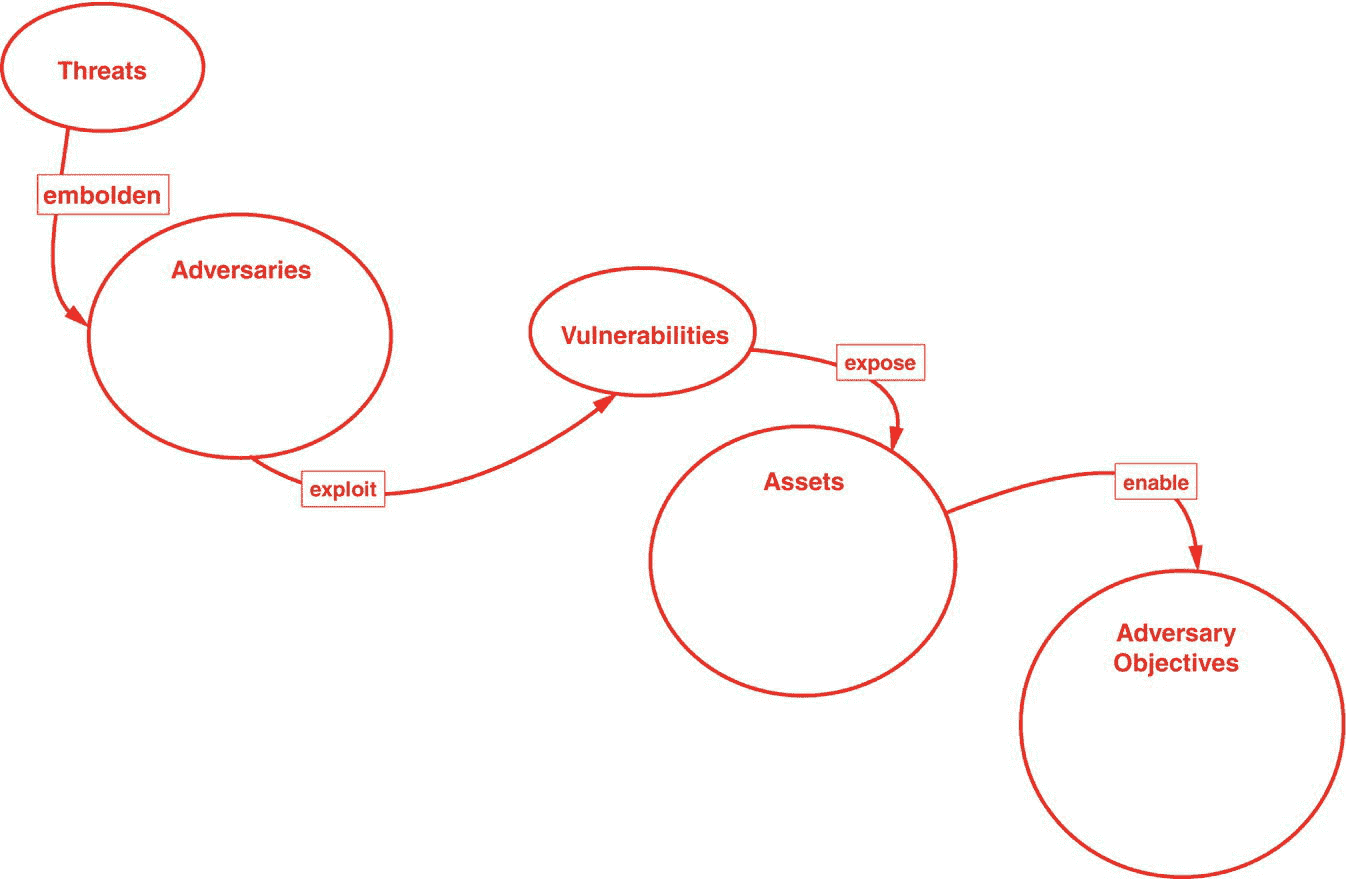 Threats
embolden
Adversaries
exploit
Vulnerabilities
expose
Assets
enable
Adversary
Objectives